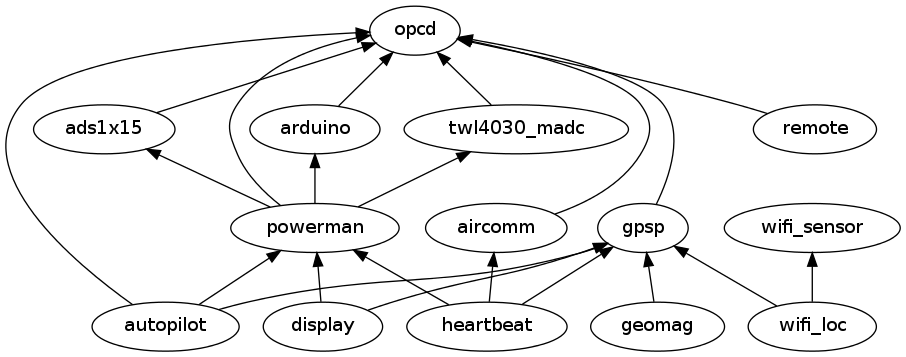 opcd
ads1x15
arduino
twl4030_madc
remote
powerman
aircomm
gpsp
wifi_sensor
autopilot
display
heartbeat
geomag
wifi_loc